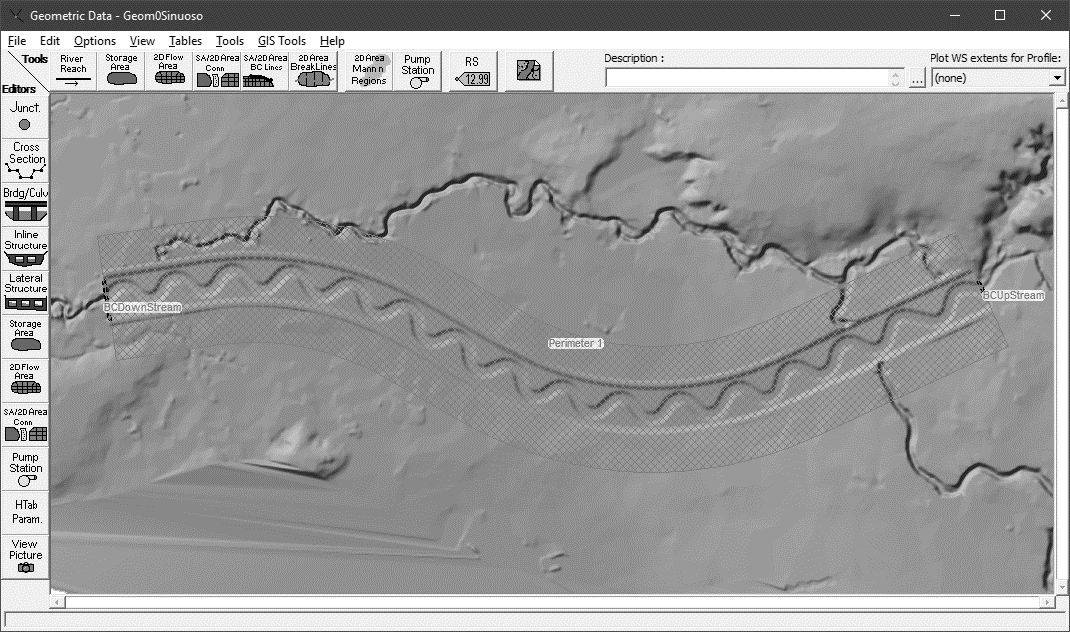 Geometric Data - Geom0Sinuoso
File Edit Options View Tables Tools GIS Tools Help
Tools
Editors
River
Reach
Storage
Area
2D Flow
Area
SA/2D Area
Conn
SA/2D Area
BC Lines
2D Area
BreakLines
2D Area
Mann n
Regions
Pump
Station
RS
12.99
Description :
...
Plot WS extents for Profile:
(none)
Junct.
Cross
Section
Brdg/Culv
Inline
Structure
Lateral
Structure
Storage
Area
2D Flow
Area
SA/2D Area
Conn
Pump
Station
HTab
Param.
View
Picture
BCDownStream
Perimeter 1
BCUpStream